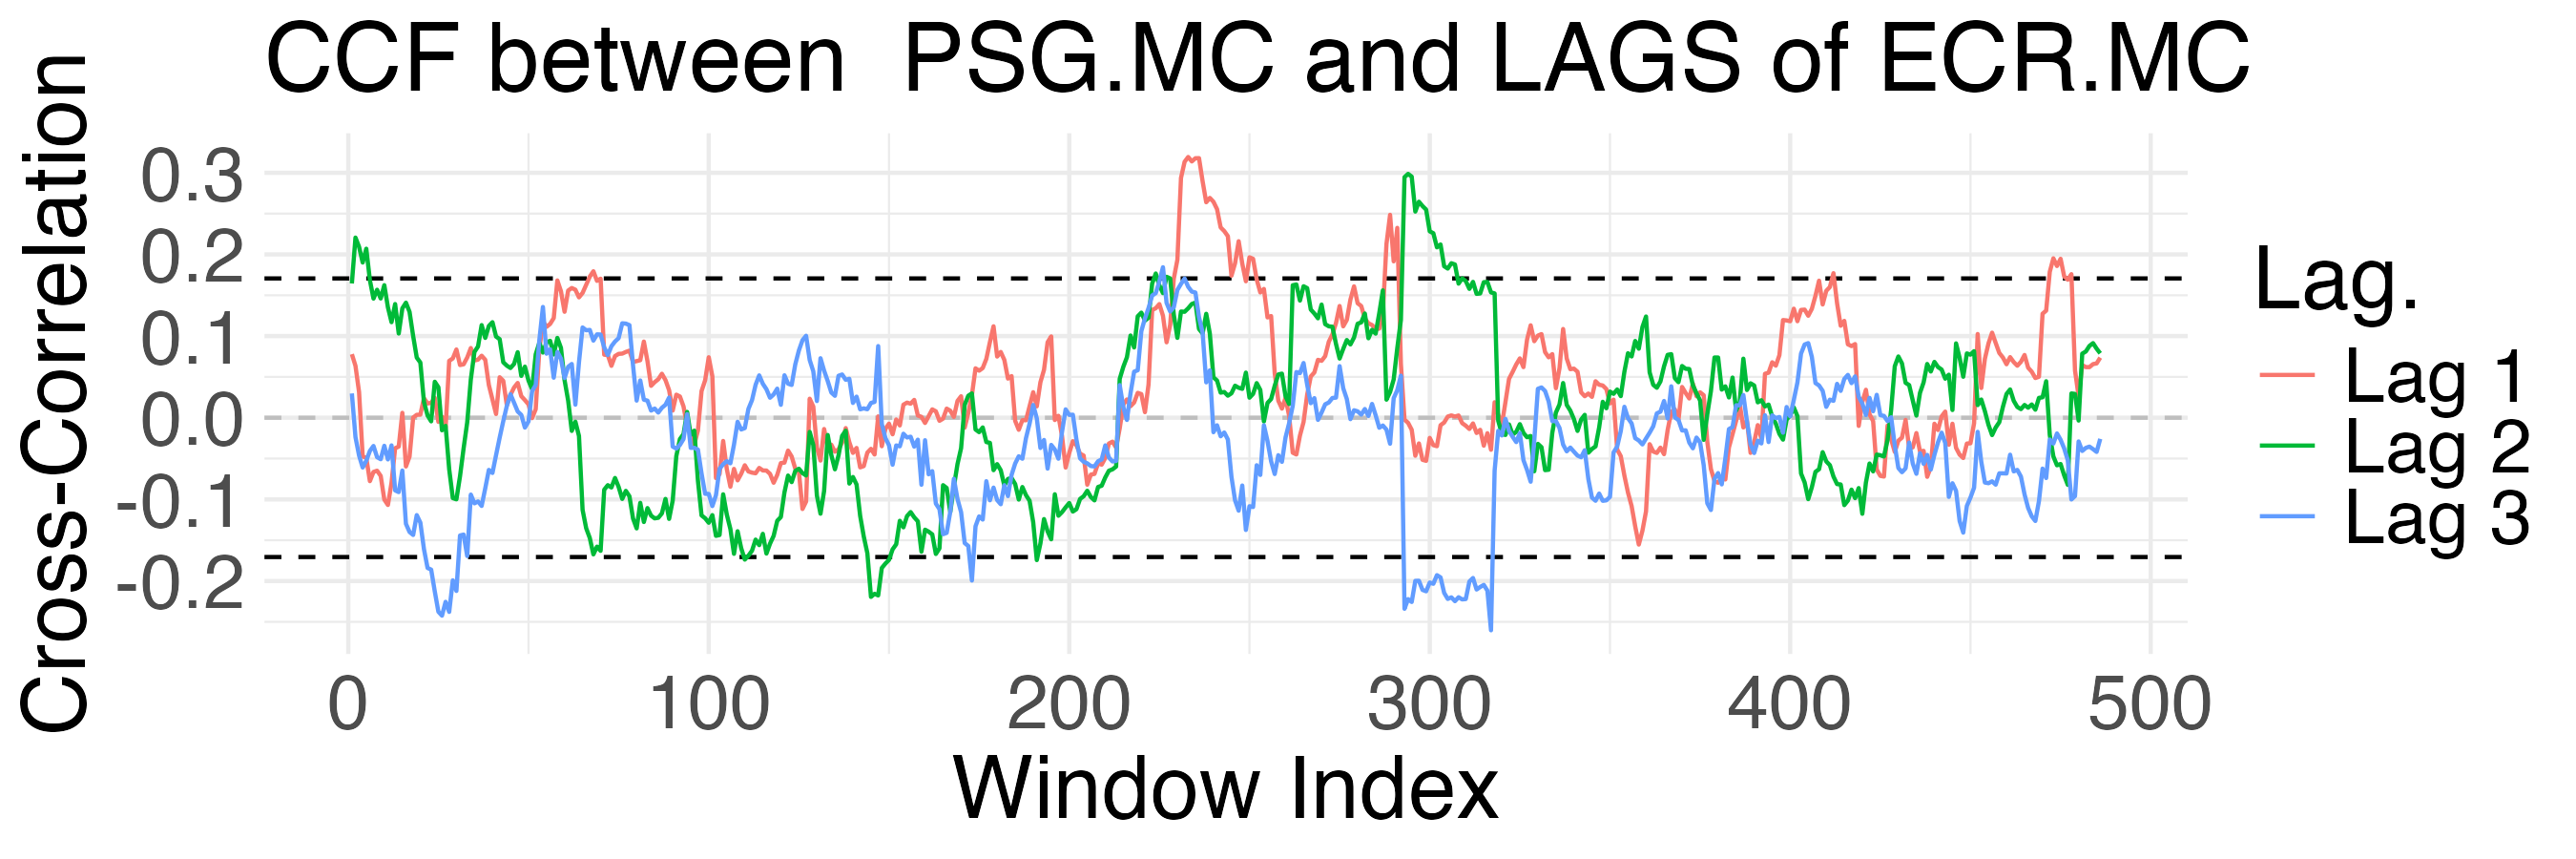 CCF between  PSG.MC and LAGS of ECR.MC
Cross-Correlation
0.3
0.2
0.1
0.0
-0.1
-0.2
0 100 200 300 400 500
Window Index
Lag.
Lag 1
Lag 2
Lag 3